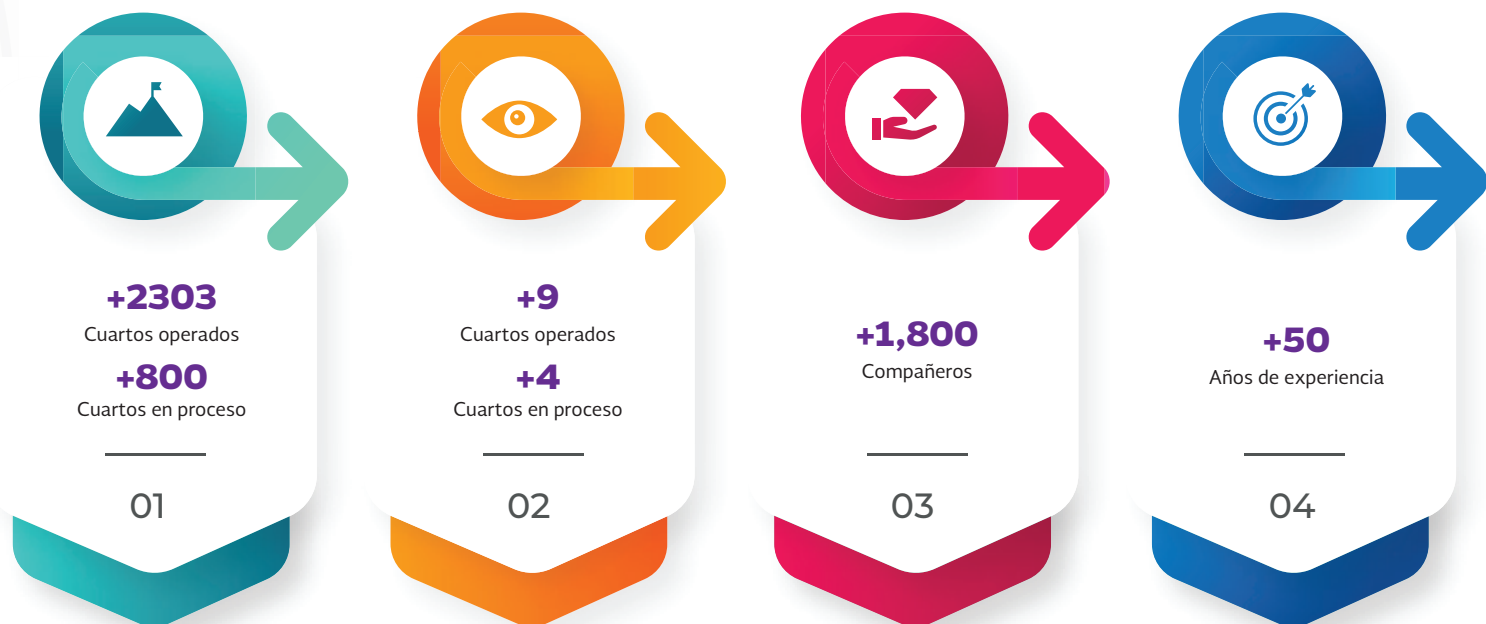 +2303
Cuartos operados
+800
Cuartos en proceso
01
+9
Cuartos operados
+4
Cuartos en proceso
02
+1,800
Compañeros
03
+50
Años de experiencia
04